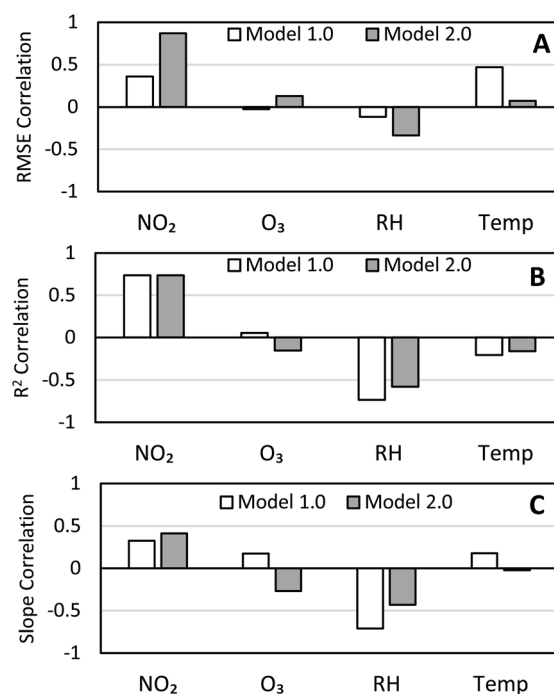 1
0.5
0
-0.5
-1
RMSE Correlation
Model 1.0 Model 2.0
A
NO₂ O₃ RH Temp
1
0.5
0
-0.5
-1
R² Correlation
Model 1.0 Model 2.0
B
NO₂ O₃ RH Temp
1
0.5
0
-0.5
-1
Slope Correlation
Model 1.0 Model 2.0
C
NO₂ O₃ RH Temp